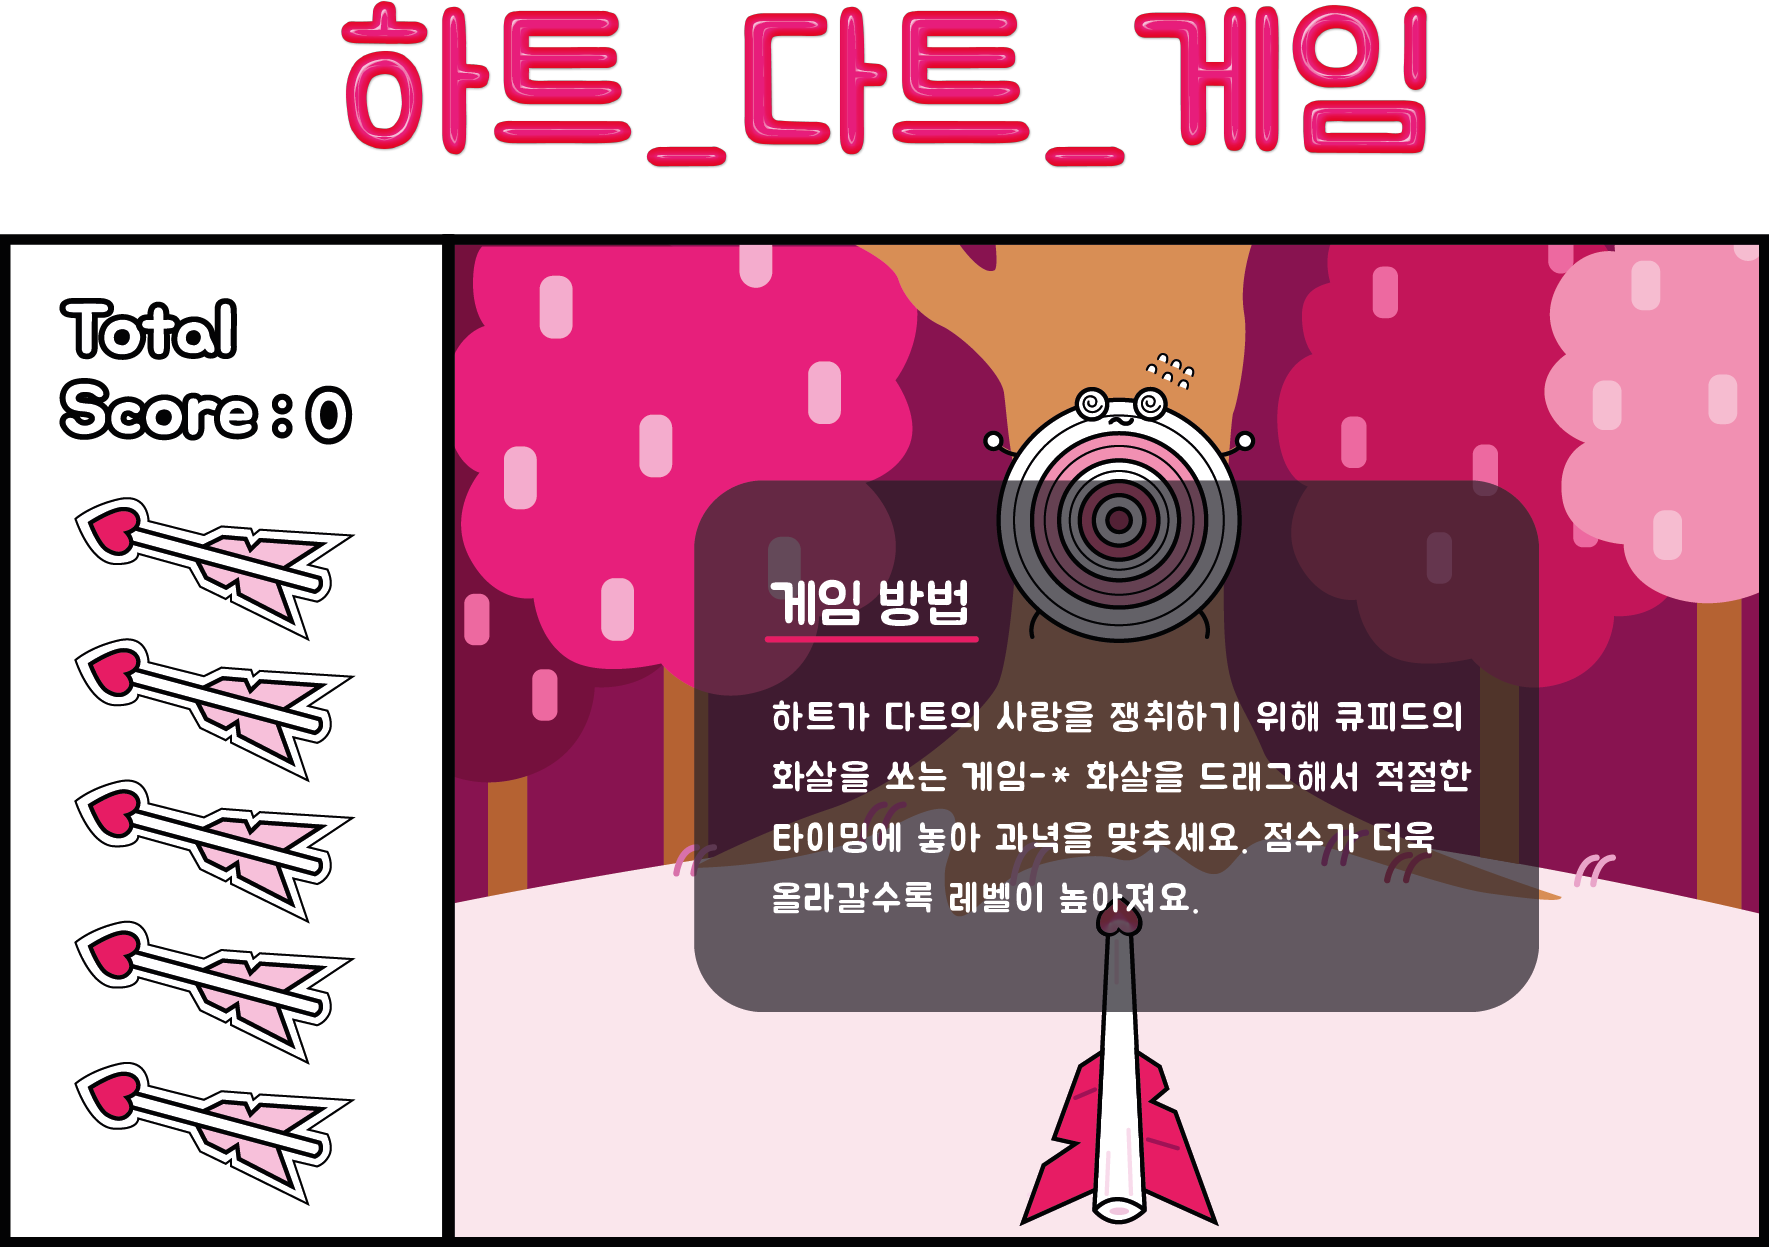 하트_다트_게임
Total
Score : 0
게임 방법
하트가 다트의 사랑을 쟁취하기 위해 큐피드의
화살을 쏘는 게임-* 화살을 드래그해서 적절한
타이밍에 놓아 과녁을 맞추세요. 점수가 더욱
올라갈수록 레벨이 높아져요.